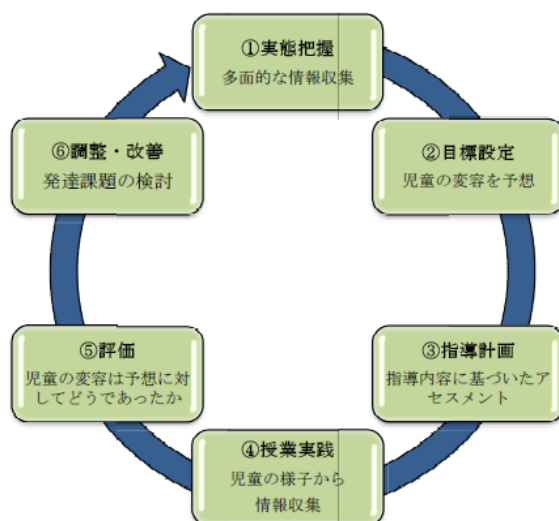 ①実態把握
多面的な情報収集
②目標設定
児童の変容を予想
③指導計画
指導内容に基づいたア
セスメント
④授業実践
児童の様子から
情報収集
⑤評価
児童の変容は予想に対
してどうであったか
⑥調整・改善
発達課題の検討